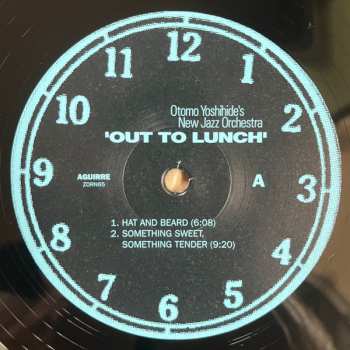 12
11
1
10
2
Otomo Yoshihide's
New Jazz Orchestra
'OUT TO LUNCH'
9
AGUIRRE
ZORN65
A
3
1. HAT AND BEARD (6:08)
2. SOMETHING SWEET,
SOMETHING TENDER (9:20)
8
4
7
5
6